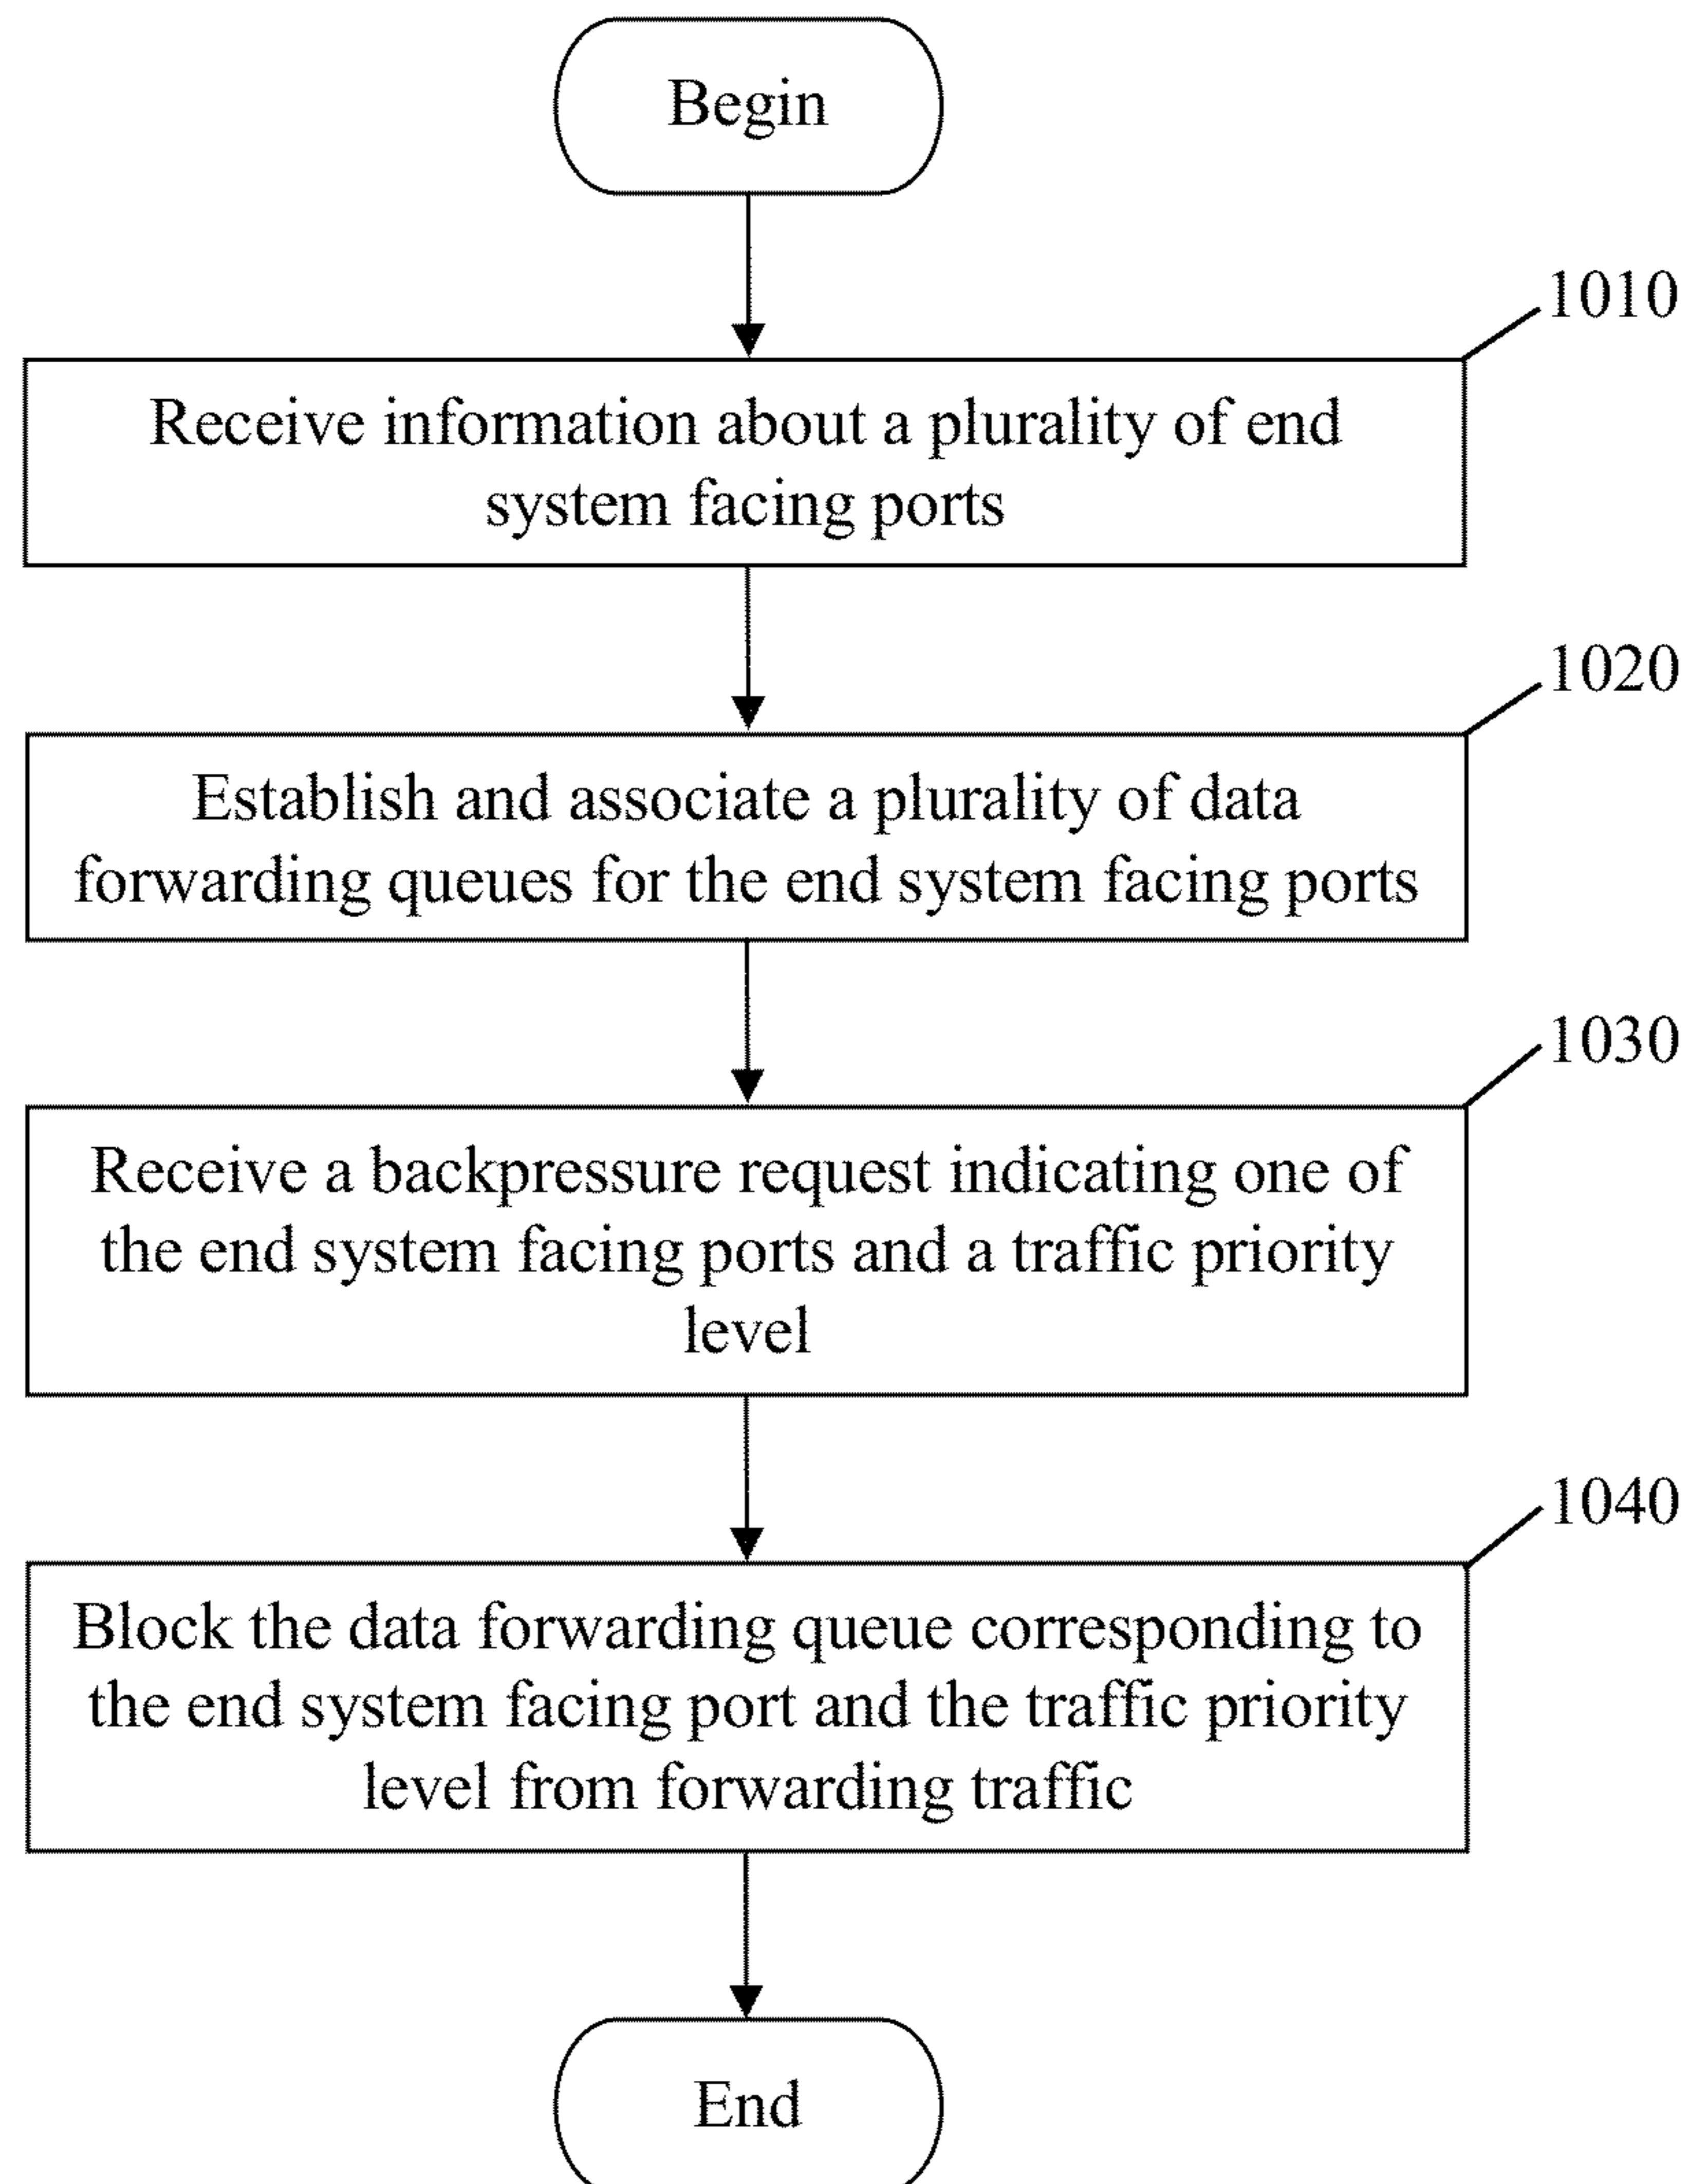 Begin
1010
Receive information about a plurality of end
system facing ports
1020
Establish and associate a plurality of data
forwarding queues for the end system facing ports
1030
Receive a backpressure request indicating one of
the end system facing ports and a traffic priority
level
1040
Block the data forwarding queue corresponding to
the end system facing port and the traffic priority
level from forwarding traffic
End